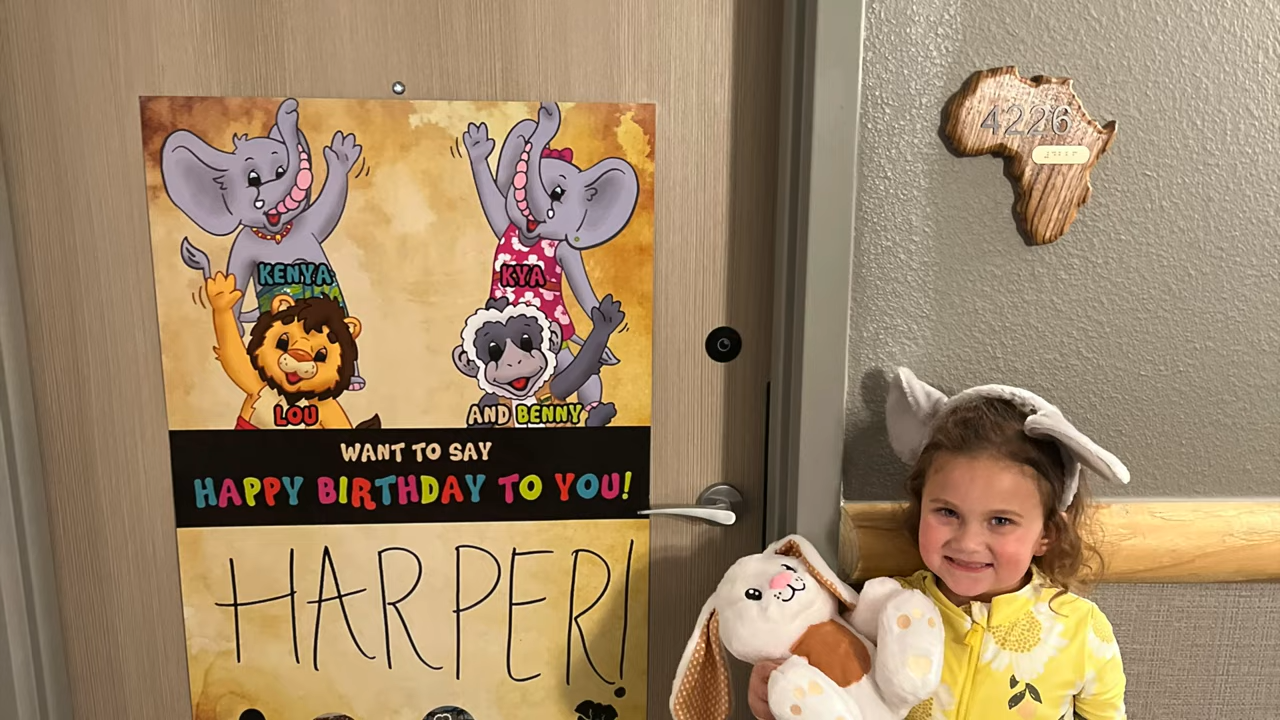 KENYA
KYA
LOU
AND BENNY
WANT TO SAY
HAPPY BIRTHDAY TO YOU!
HARPER!
4226